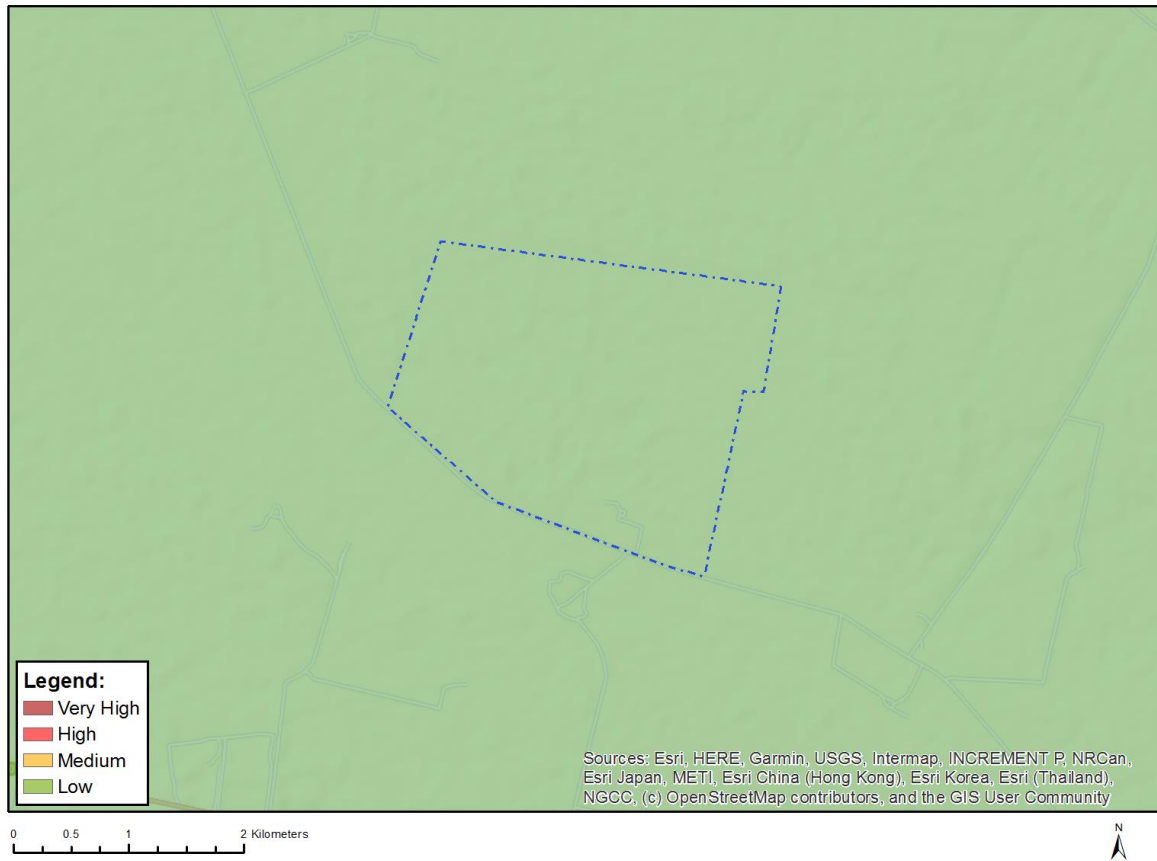 Legend:
Very High
High
Medium
Low
Sources: Esri, HERE, Garmin, USGS, Intermap, INCREMENT P, NRCan,
Esri Japan, METI, Esri China (Hong Kong), Esri Korea, Esri (Thailand),
NGCC, (c) OpenStreetMap contributors, and the GIS User Community
0 0.5 1 2 Kilometers
N